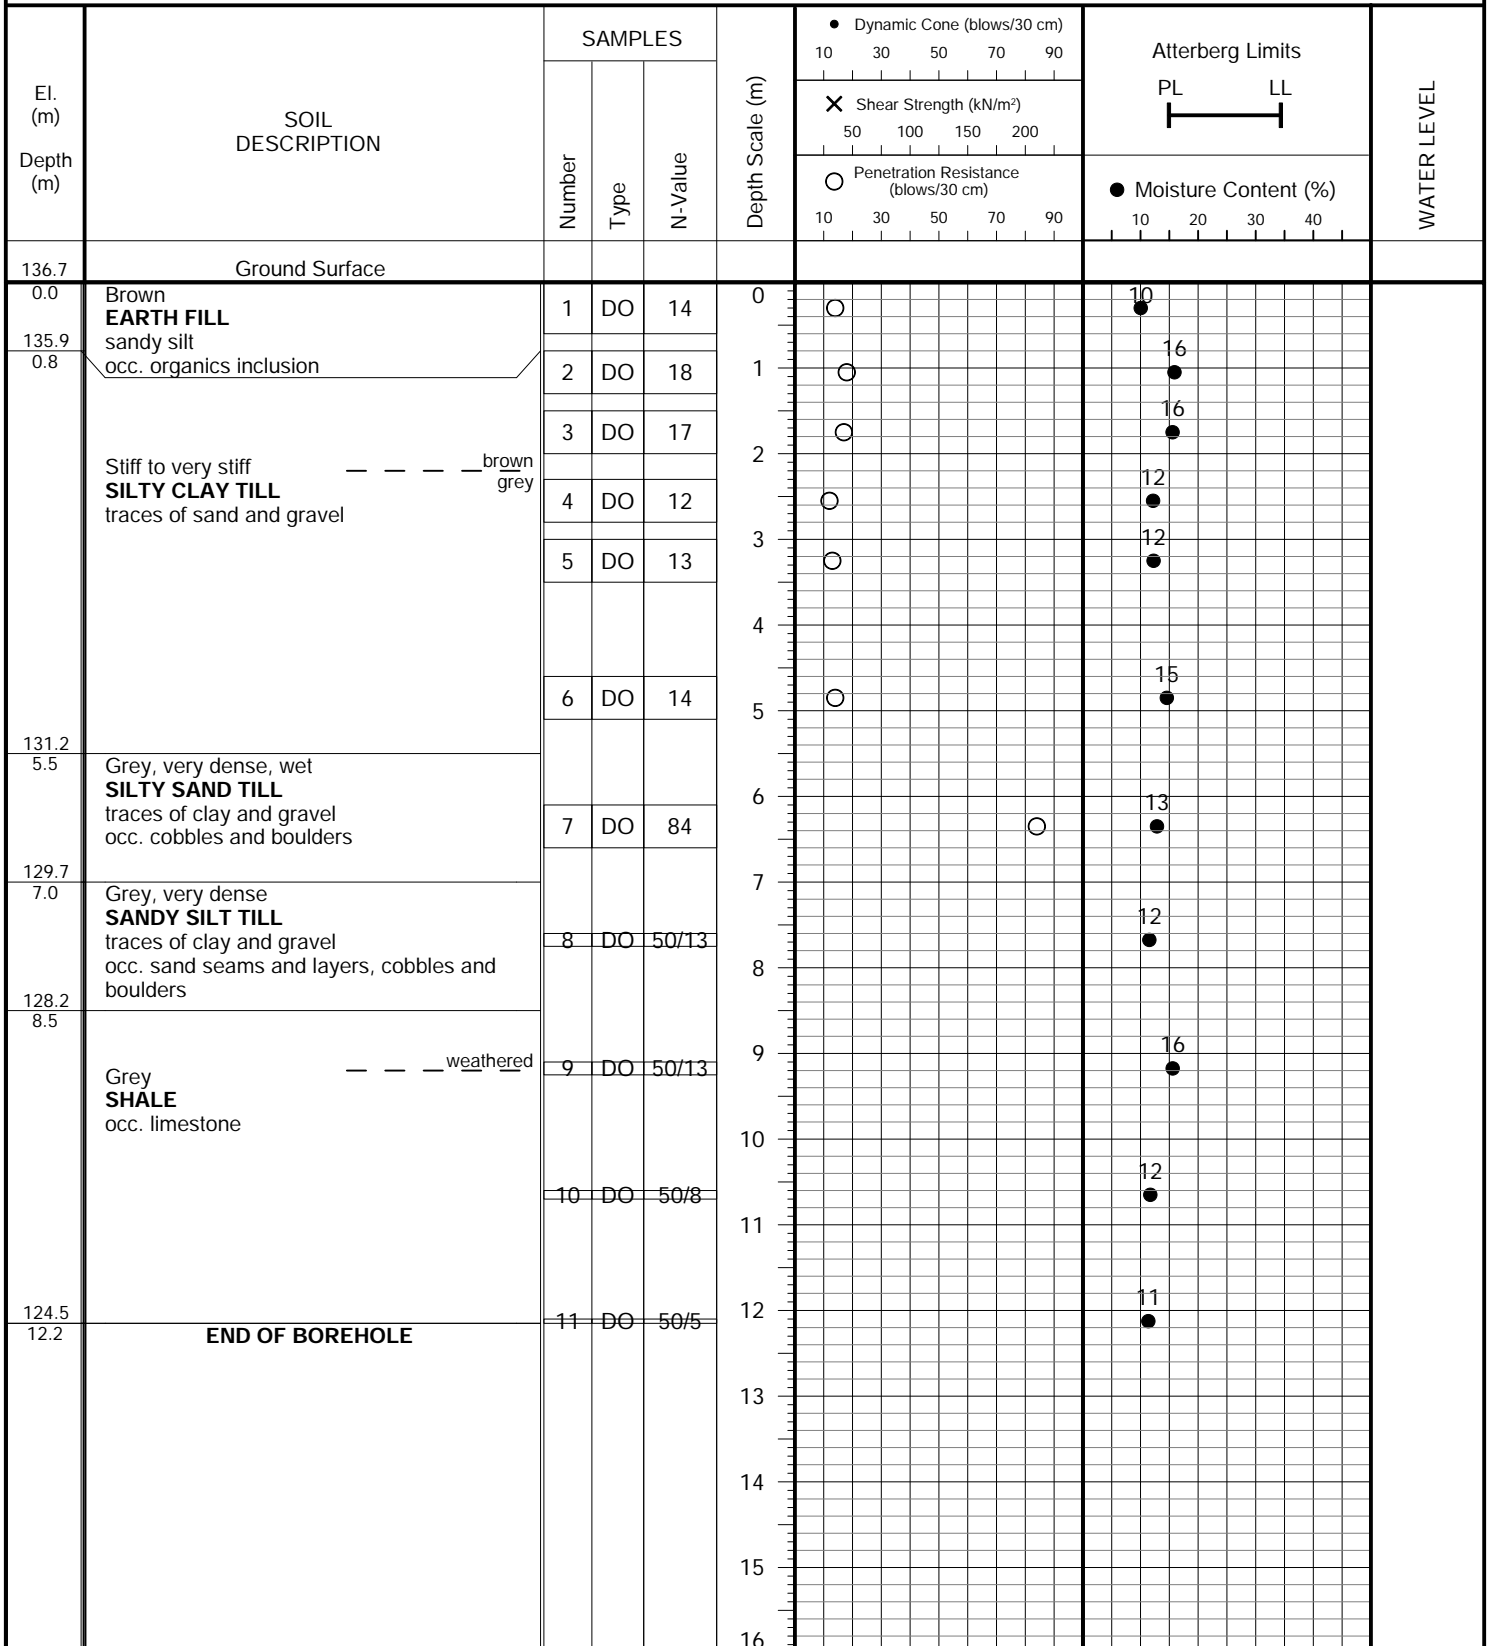 El.
(m)
Depth
(m)
SOIL
DESCRIPTION
SAMPLES
Number
Type
N-Value
Depth Scale (m)
● Dynamic Cone (blows/30 cm)
10 30 50 70 90
✕ Shear Strength (kN/m²)
50 100 150 200
○ Penetration Resistance
(blows/30 cm)
10 30 50 70 90
Atterberg Limits
PL LL
● Moisture Content (%)
10 20 30 40
WATER LEVEL
136.7 Ground Surface
0.0 Brown
EARTH FILL
sandy silt
occ. organics inclusion
135.9
0.8
1 DO 14
2 DO 18
3 DO 17
Stiff to very stiff
SILTY CLAY TILL
traces of sand and gravel
brown
grey
4 DO 12
5 DO 13
6 DO 14
131.2
5.5 Grey, very dense, wet
SILTY SAND TILL
traces of clay and gravel
occ. cobbles and boulders
7 DO 84
129.7
7.0 Grey, very dense
SANDY SILT TILL
traces of clay and gravel
occ. sand seams and layers, cobbles and
boulders
8 DO 50/13
128.2
8.5
weathered
Grey
SHALE
occ. limestone
9 DO 50/13
10 DO 50/8
124.5
12.2 END OF BOREHOLE
11 DO 50/5
0
1
2
3
4
5
6
7
8
9
10
11
12
13
14
15
16
10
16
16
12
12
15
13
12
16
12
11